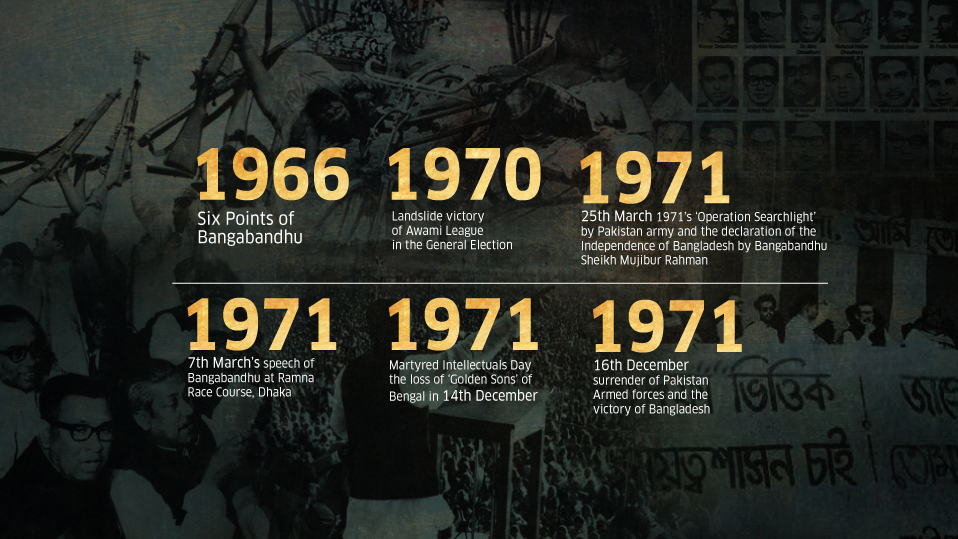 1966
Six Points of
Bangabandhu
1970
Landslide victory
of Awami League
in the General Election
1971
25th March 1971's 'Operation Searchlight'
by Pakistan army and the declaration of the
Independence of Bangladesh by Bangabandhu
Sheikh Mujibur Rahman
1971
7th March's speech of
Bangabandhu at Ramna
Race Course, Dhaka
1971
Martyred Intellectuals Day
the loss of 'Golden Sons' of
Bengal in 14th December
1971
16th December
surrender of Pakistan
Armed forces and the
victory of Bangladesh
আমি
ভিত্তিক
চাই